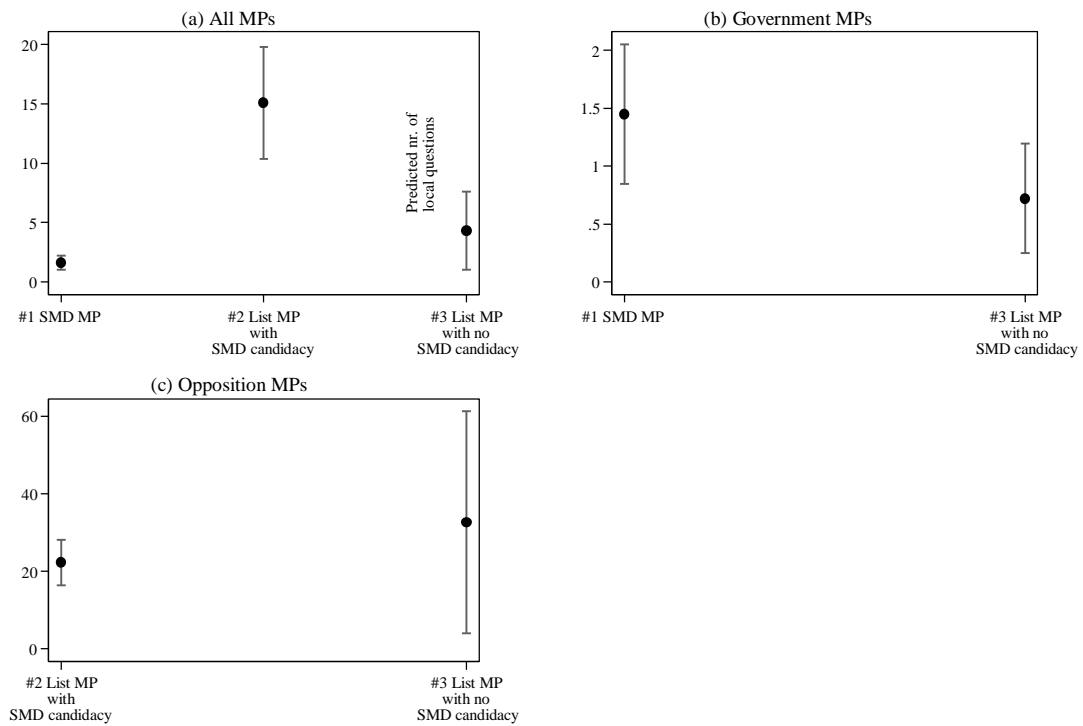 (a) All MPs
20
15
10
5
0
Predicted nr. of
local questions
#1 SMD MP
#2 List MP
with
SMD candidacy
#3 List MP
with no
SMD candidacy
(b) Government MPs
2
1.5
1
.5
0
#1 SMD MP
#3 List MP
with no
SMD candidacy
(c) Opposition MPs
60
40
20
0
#2 List MP
with
SMD candidacy
#3 List MP
with no
SMD candidacy